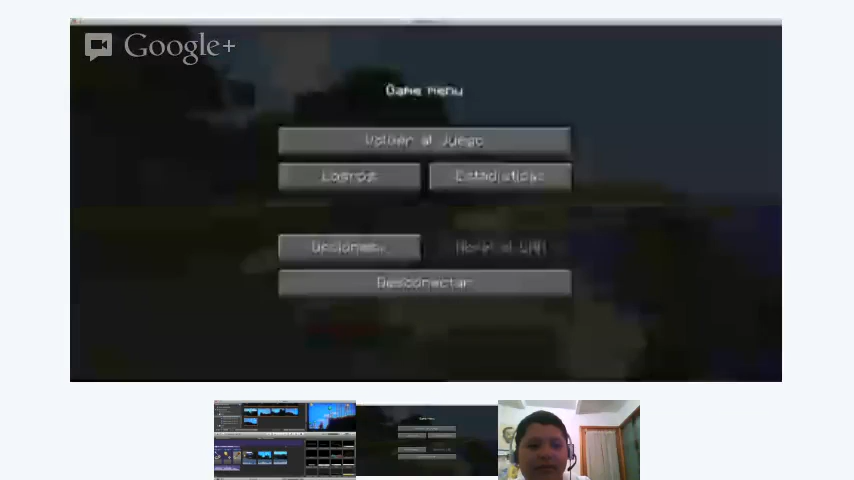 Google+
Game menu
Volver al juego
Logros
Estadísticas
Opciones...
Desconectar